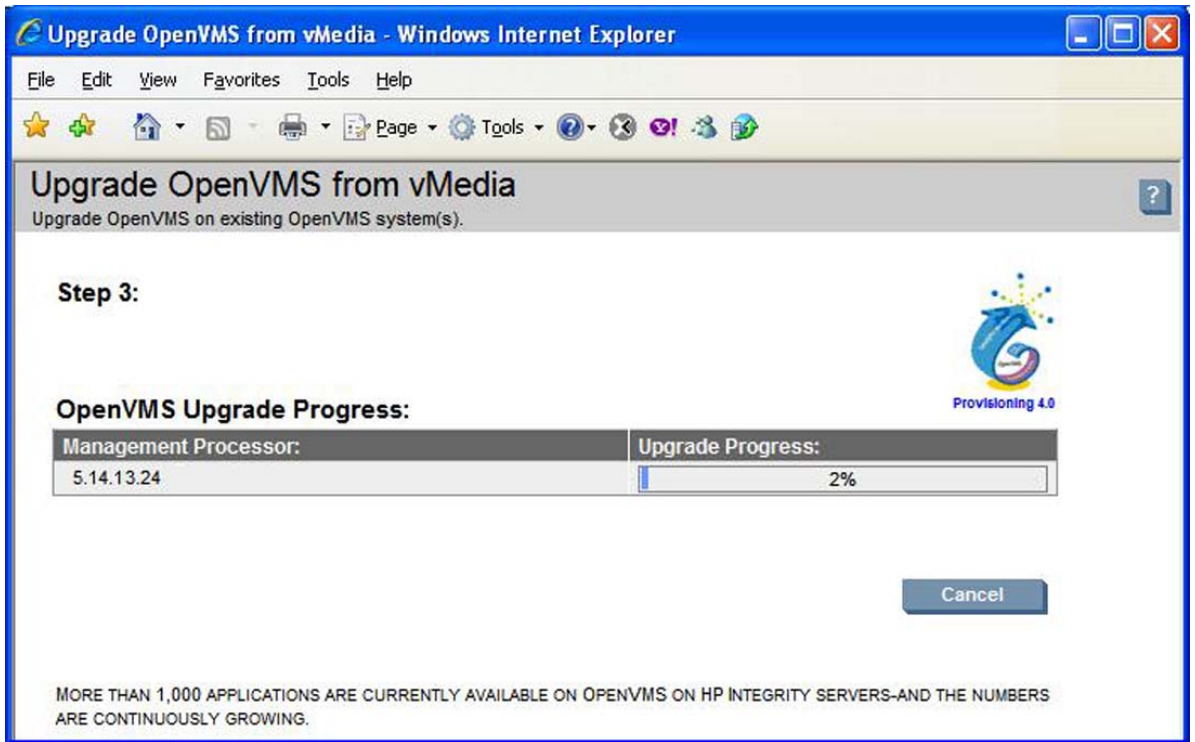 Upgrade OpenVMS from vMedia - Windows Internet Explorer
File Edit View Favorites Tools Help
Page Tools
Upgrade OpenVMS from vMedia
?
Upgrade OpenVMS on existing OpenVMS system(s).
Step 3:
Provisioning 4.0
OpenVMS Upgrade Progress:
Management Processor: Upgrade Progress:
5.14.13.24 2%
Cancel
MORE THAN 1,000 APPLICATIONS ARE CURRENTLY AVAILABLE ON OPENVMS ON HP INTEGRITY SERVERS–AND THE NUMBERS
ARE CONTINUOUSLY GROWING.